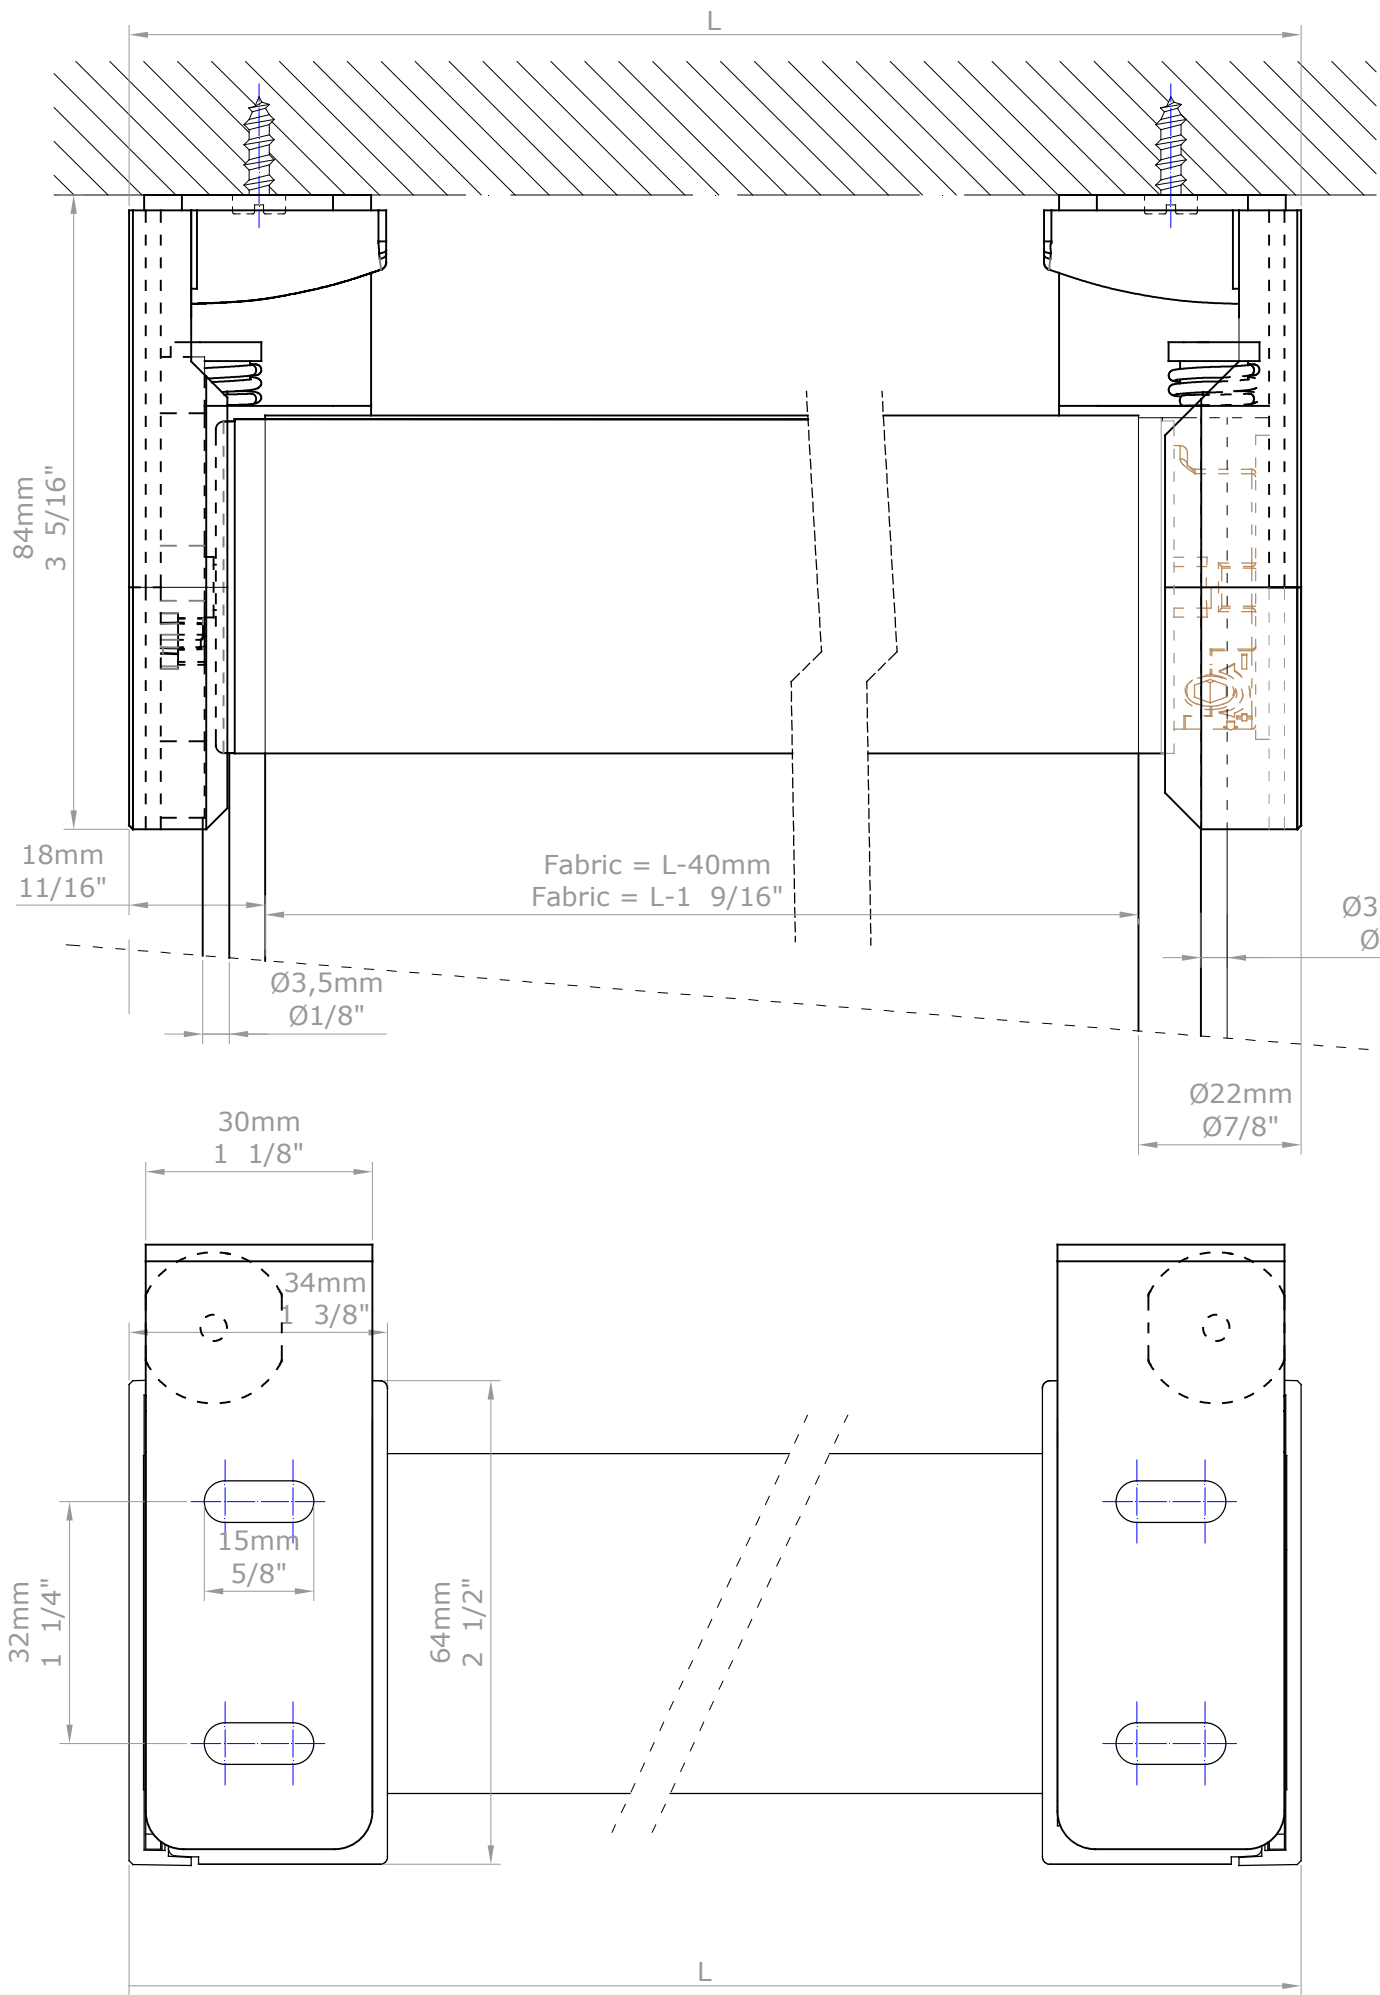 L
84mm
3 5/16"
18mm
11/16"
Fabric = L-40mm
Fabric = L-1 9/16"
Ø3
Ø
Ø3,5mm
Ø1/8"
Ø22mm
Ø7/8"
30mm
1 1/8"
34mm
1 3/8"
15mm
5/8"
32mm
1 1/4"
64mm
2 1/2"
L